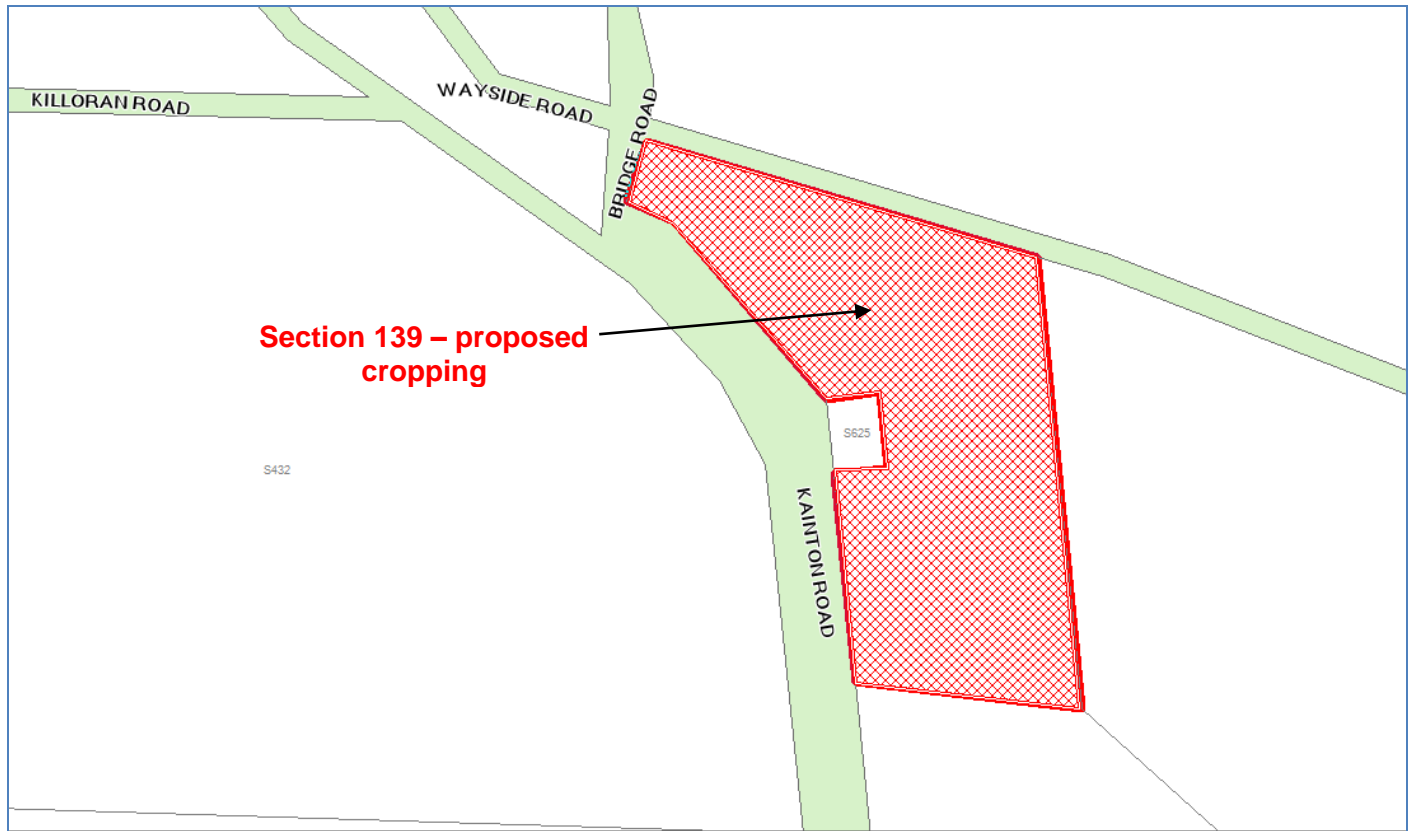 KILLORAN ROAD
WAYSIDE ROAD
BRIDGE ROAD
Section 139 – proposed
cropping
S625
S432
KAINTON ROAD